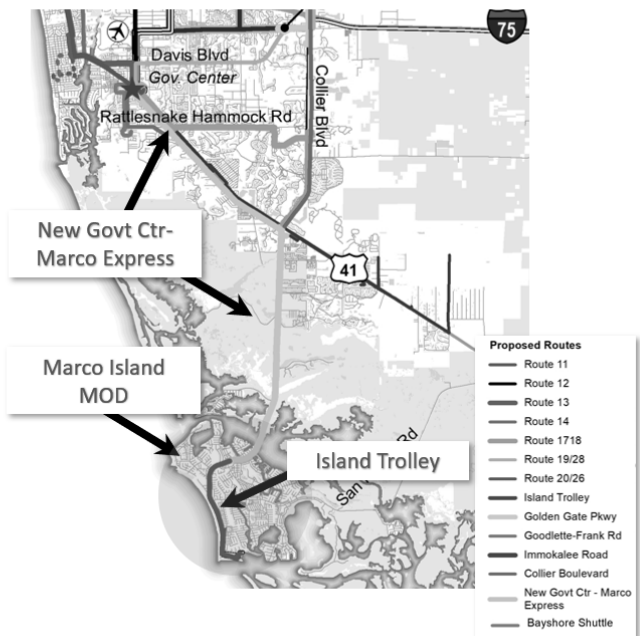 75
Davis Blvd
Gov. Center
Collier Blvd
Rattlesnake Hammock Rd
New Govt Ctr-
Marco Express
41
Marco Island
MOD
Rd
Island Trolley
San
Proposed Routes
Route 11
Route 12
Route 13
Route 14
Route 1718
Route 19/28
Route 20/26
Island Trolley
Golden Gate Pkwy
Goodlette-Frank Rd
Immokalee Road
Collier Boulevard
New Govt Ctr - Marco
Express
Bayshore Shuttle